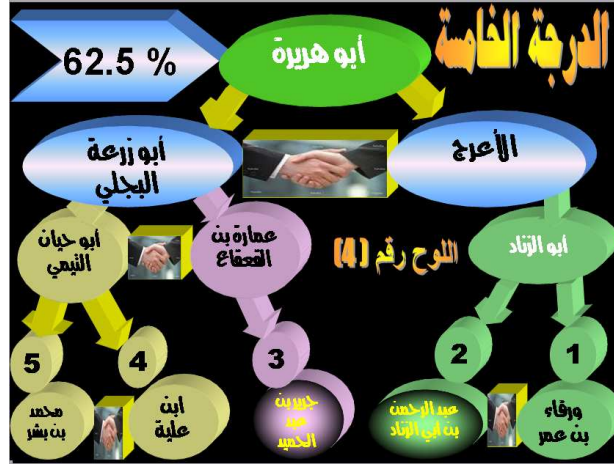 الدرجة الخامسة
أبو هريرة
62.5 %
الأعرج
أبو زرعة
البجلي
أبو الزناد
اللوح رقم (4)
عمارة بن
القعقاع
أبو حيان
التيمي
1
2
3
4
5
ورقاء
بن عمر
عبد الرحمن
بن أبي الزناد
جرير بن
عبد
الحميد
ابن
علية
محمد
بن بشر